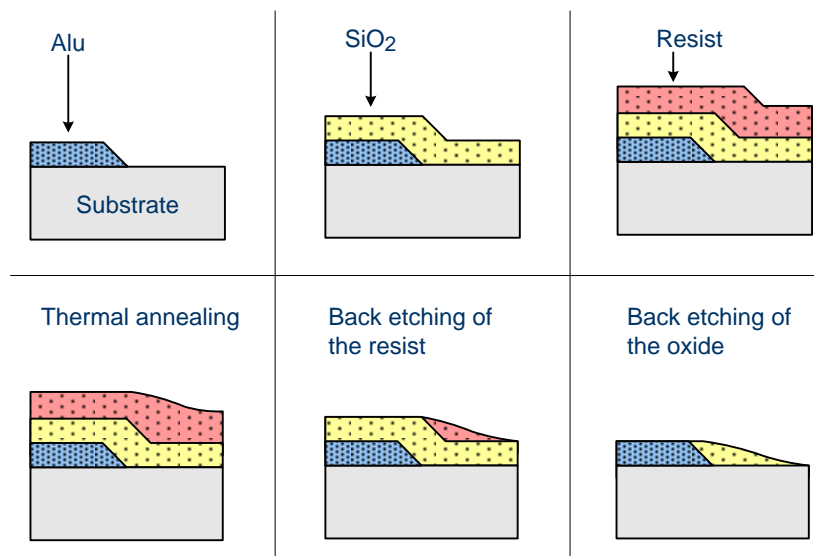 Alu
SiO₂
Resist
Substrate
Thermal annealing
Back etching of
the resist
Back etching of
the oxide